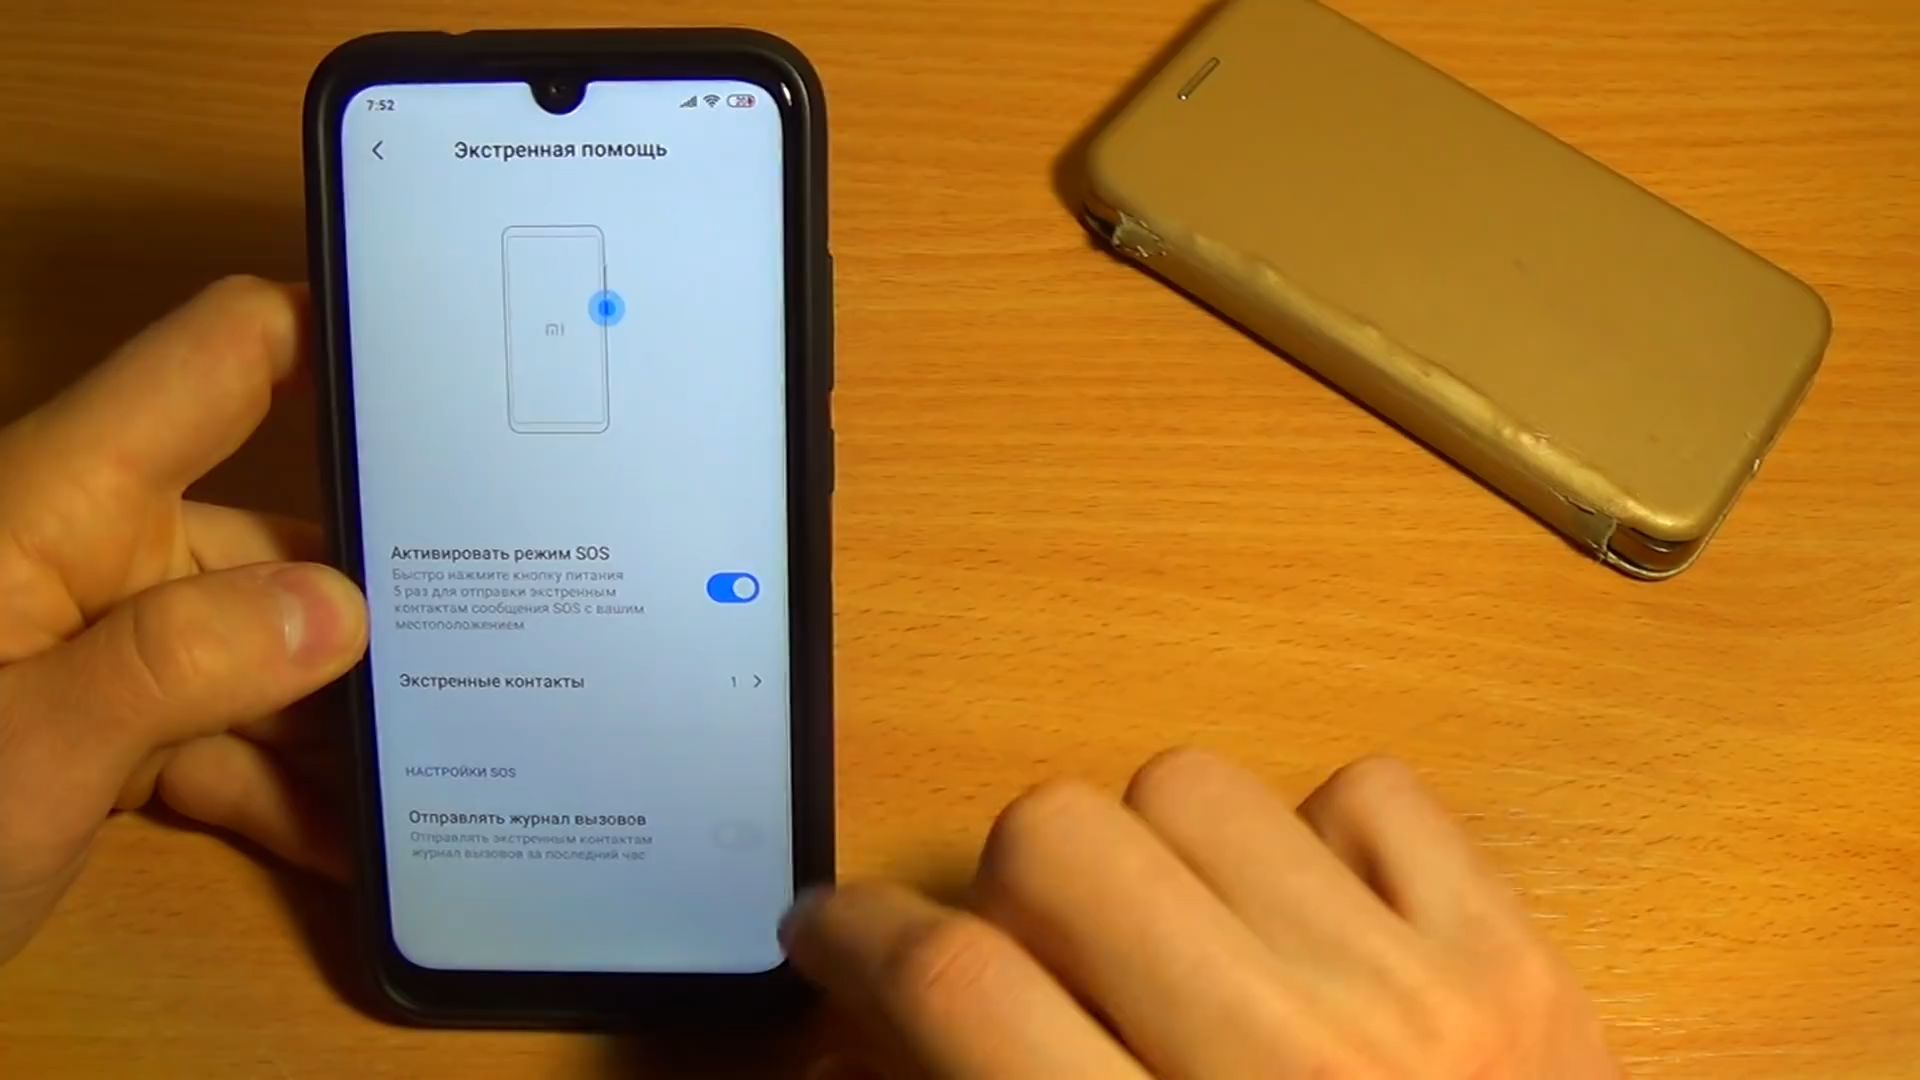 7:52
20
Экстренная помощь
MI
Активировать режим SOS
Быстро нажмите кнопку питания
5 раз для отправки экстренным
контактам сообщения SOS с вашим
местоположением
Экстренные контакты
1
НАСТРОЙКИ SOS
Отправлять журнал вызовов
Отправлять экстренным контактам
журнал вызовов за последний час